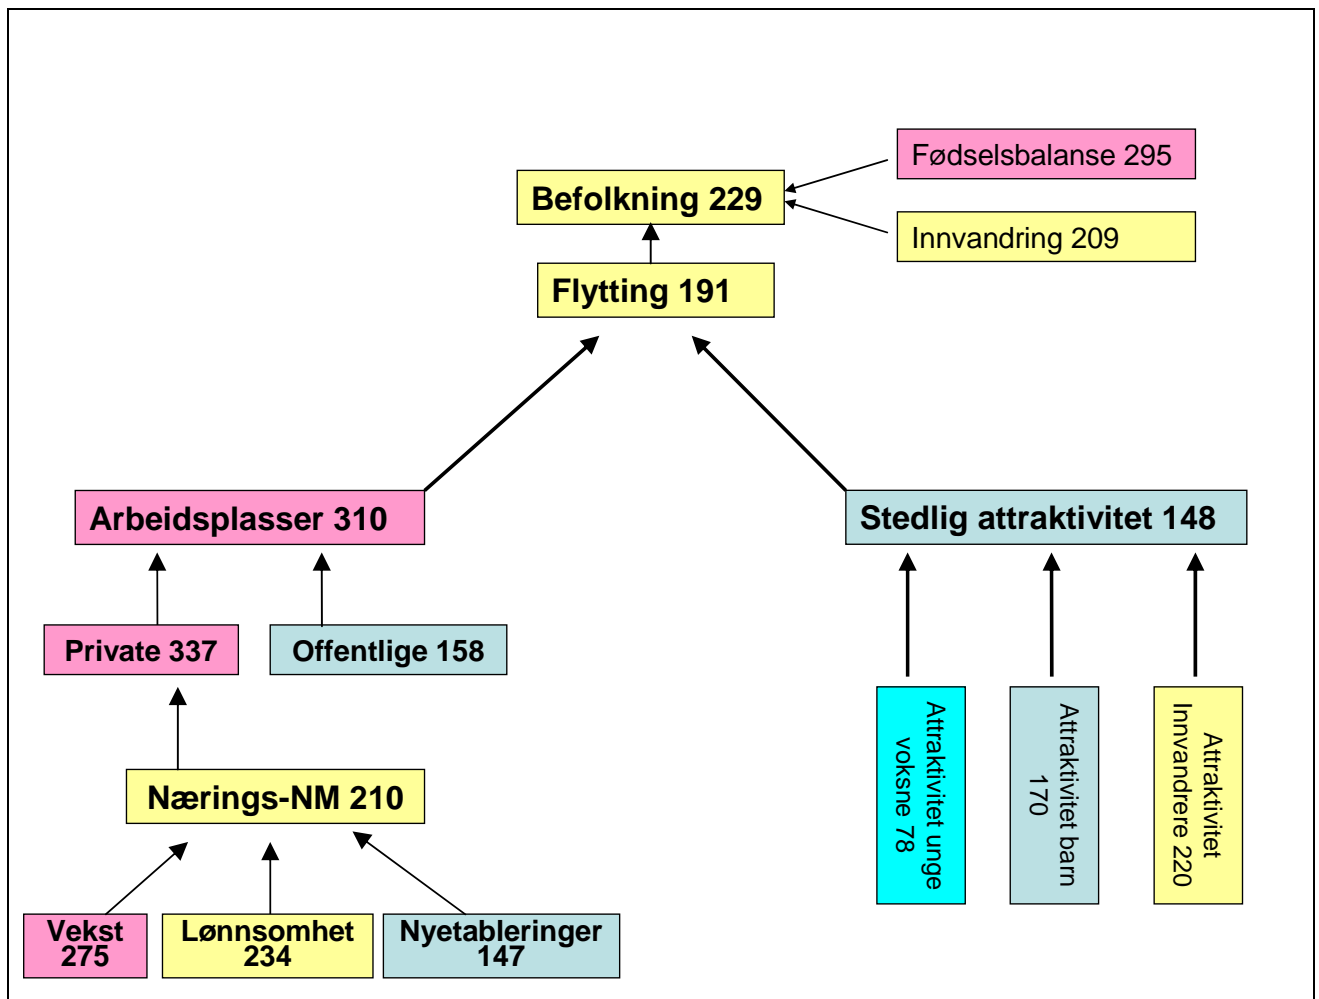 Fødselsbalanse 295
Befolkning 229
Innvandring 209
Flytting 191
Arbeidsplasser 310
Stedlig attraktivitet 148
Private 337
Offentlige 158
Attraktivitet unge
voksne 78
Attraktivitet barn
170
Attraktivitet
Innvandrere 220
Nærings-NM 210
Vekst
275
Lønnsomhet
234
Nyetableringer
147